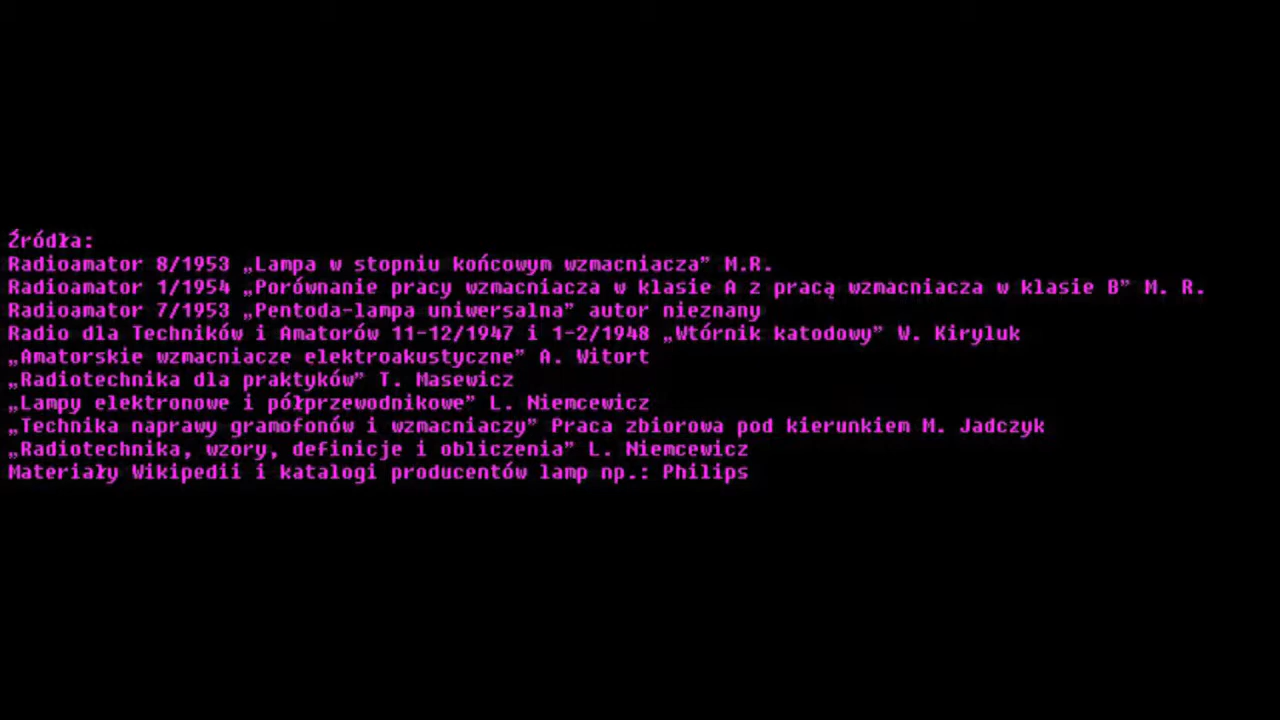 Źródła:
Radioamator 8/1953 „Lampa w stopniu końcowym wzmacniacza” M.R.
Radioamator 1/1954 „Porównanie pracy wzmacniacza w klasie A z pracą wzmacniacza w klasie B” M. R.
Radioamator 7/1953 „Pentoda-lampa uniwersalna” autor nieznany
Radio dla Techników i Amatorów 11-12/1947 i 1-2/1948 „Wtórnik katodowy” W. Kiryluk
„Amatorskie wzmacniacze elektroakustyczne” A. Witort
„Radiotechnika dla praktyków” T. Masewicz
„Lampy elektronowe i półprzewodnikowe” L. Niemcewicz
„Technika naprawy gramofonów i wzmacniaczy” Praca zbiorowa pod kierunkiem M. Jadczyk
„Radiotechnika, wzory, definicje i obliczenia” L. Niemcewicz
Materiały Wikipedii i katalogi producentów lamp np.: Philips